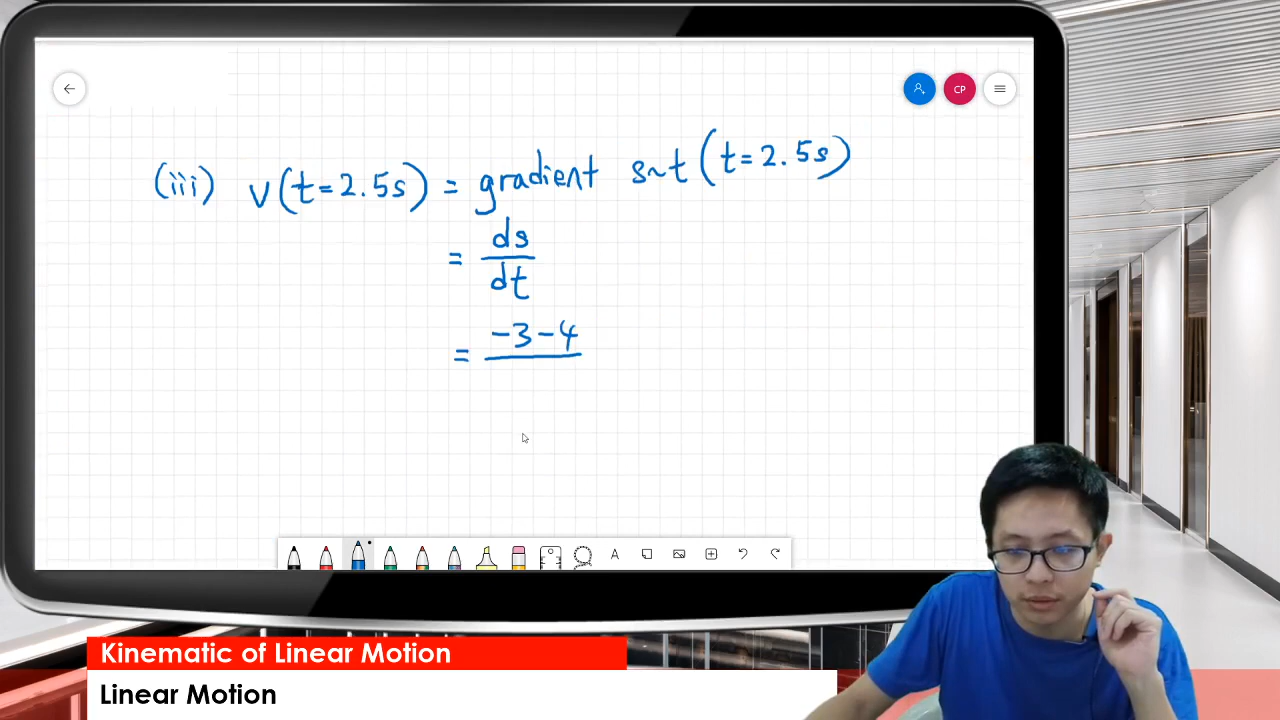 CP
(iii) v(t=2.5s) = gradient s~t (t=2.5s)
= ds/dt
= -3-4
A
Kinematic of Linear Motion
Linear Motion